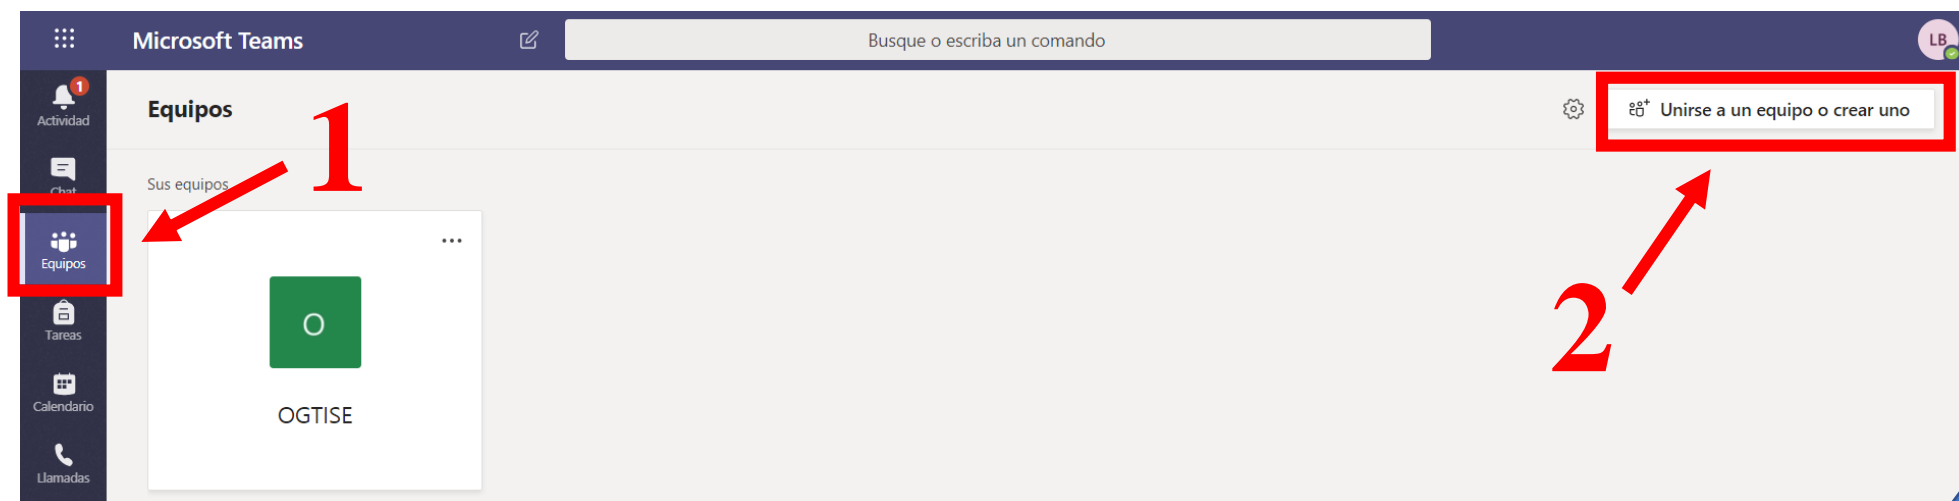 Microsoft Teams
Busque o escriba un comando
LB
1
Actividad
Equipos
1
Unirse a un equipo o crear uno
Chat
Sus equipos
Equipos
2
Tareas
O
Calendario
OGTISE
Llamadas